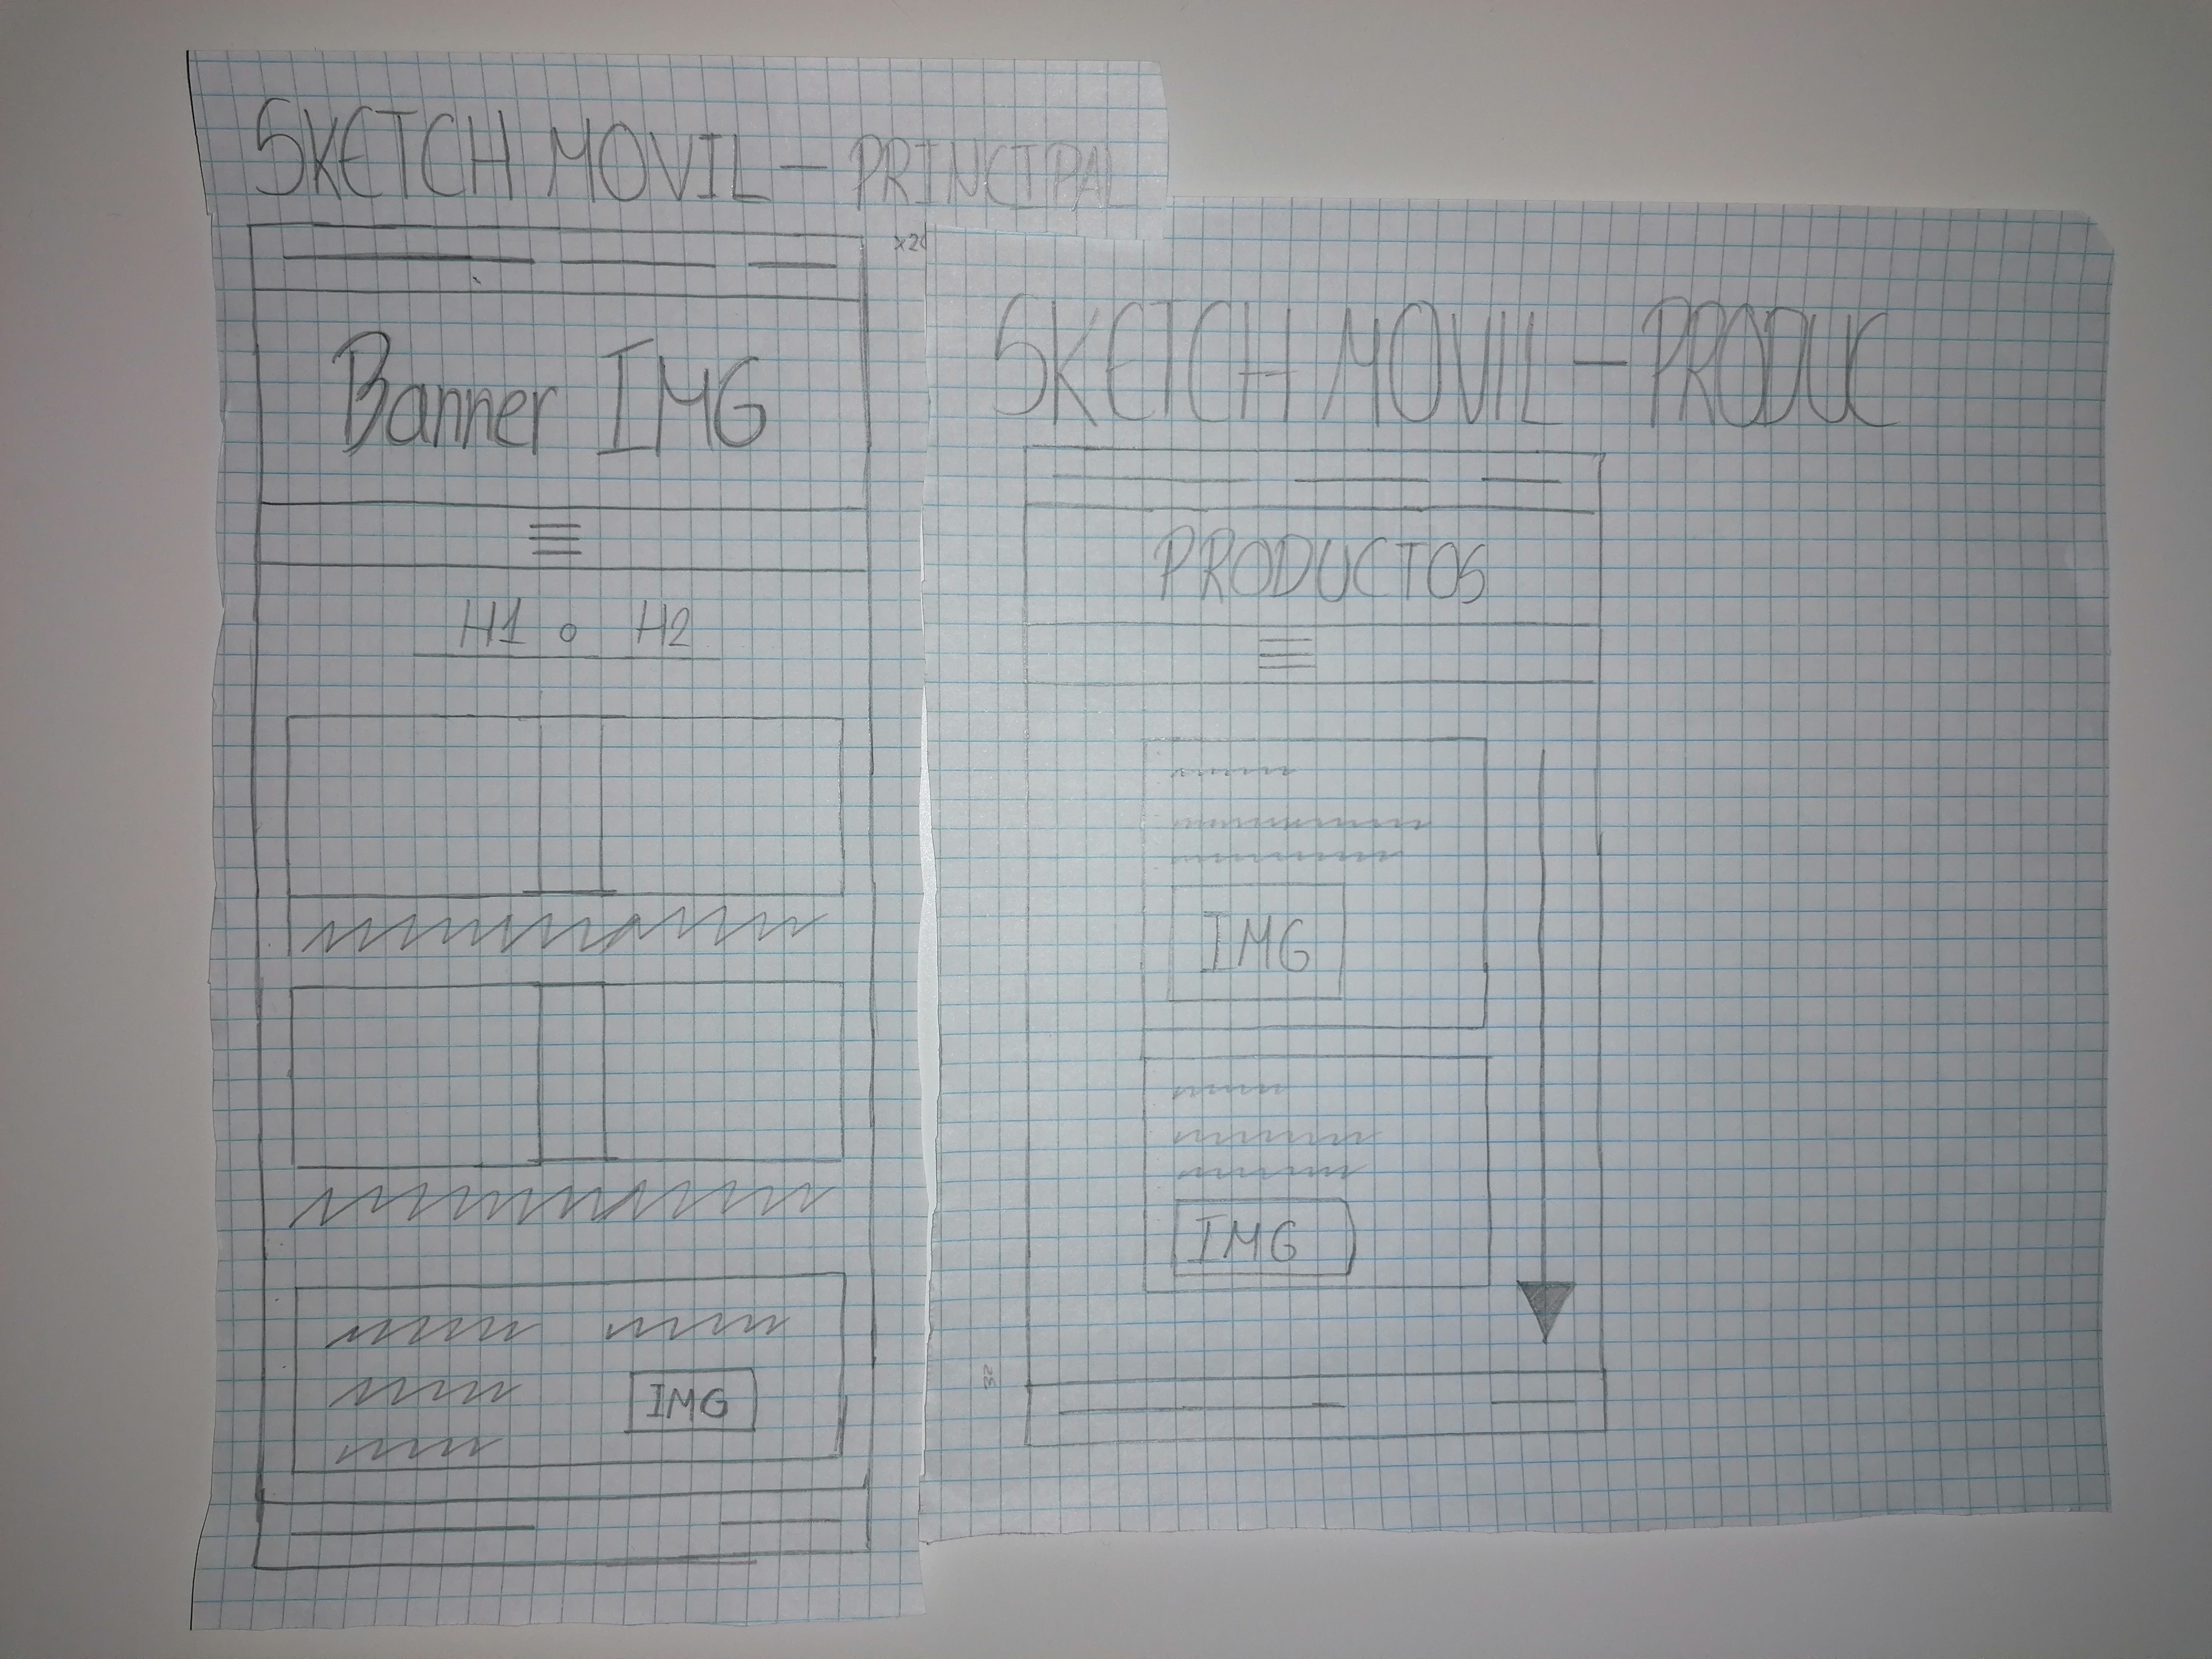 SKETCH MOVIL - PRINCIPAL
Banner IMG
H1 o H2
IMG
SKETCH MOVIL - PRODUC
PRODUCTOS
IMG
IMG